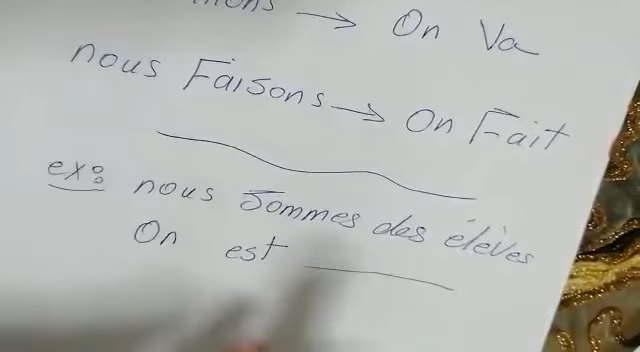 → On Va
nous Faisons → On Fait
ex: nous sommes des élèves
On est